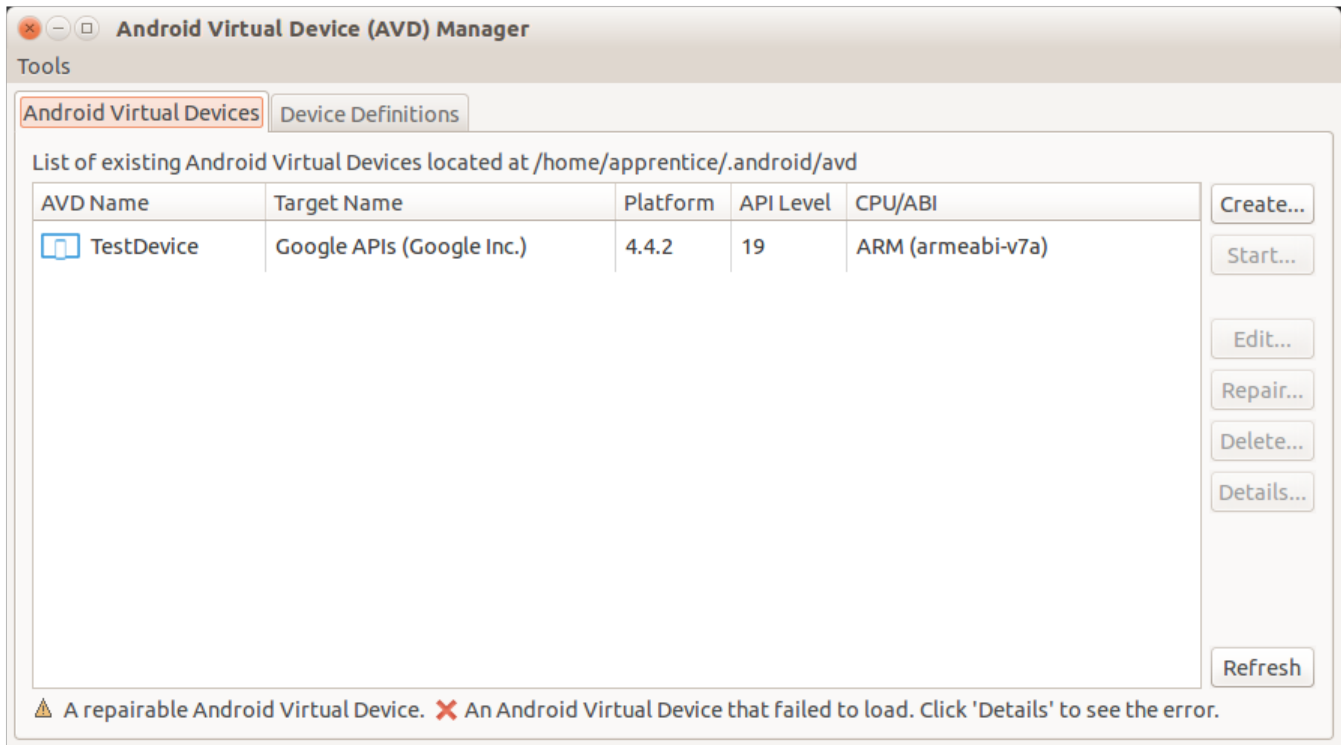 Android Virtual Device (AVD) Manager
Tools
Android Virtual Devices Device Definitions
List of existing Android Virtual Devices located at /home/apprentice/.android/avd
AVD Name Target Name Platform API Level CPU/ABI
TestDevice Google APIs (Google Inc.) 4.4.2 19 ARM (armeabi-v7a)
Create...
Start...
Edit...
Repair...
Delete...
Details...
Refresh
A repairable Android Virtual Device. An Android Virtual Device that failed to load. Click 'Details' to see the error.